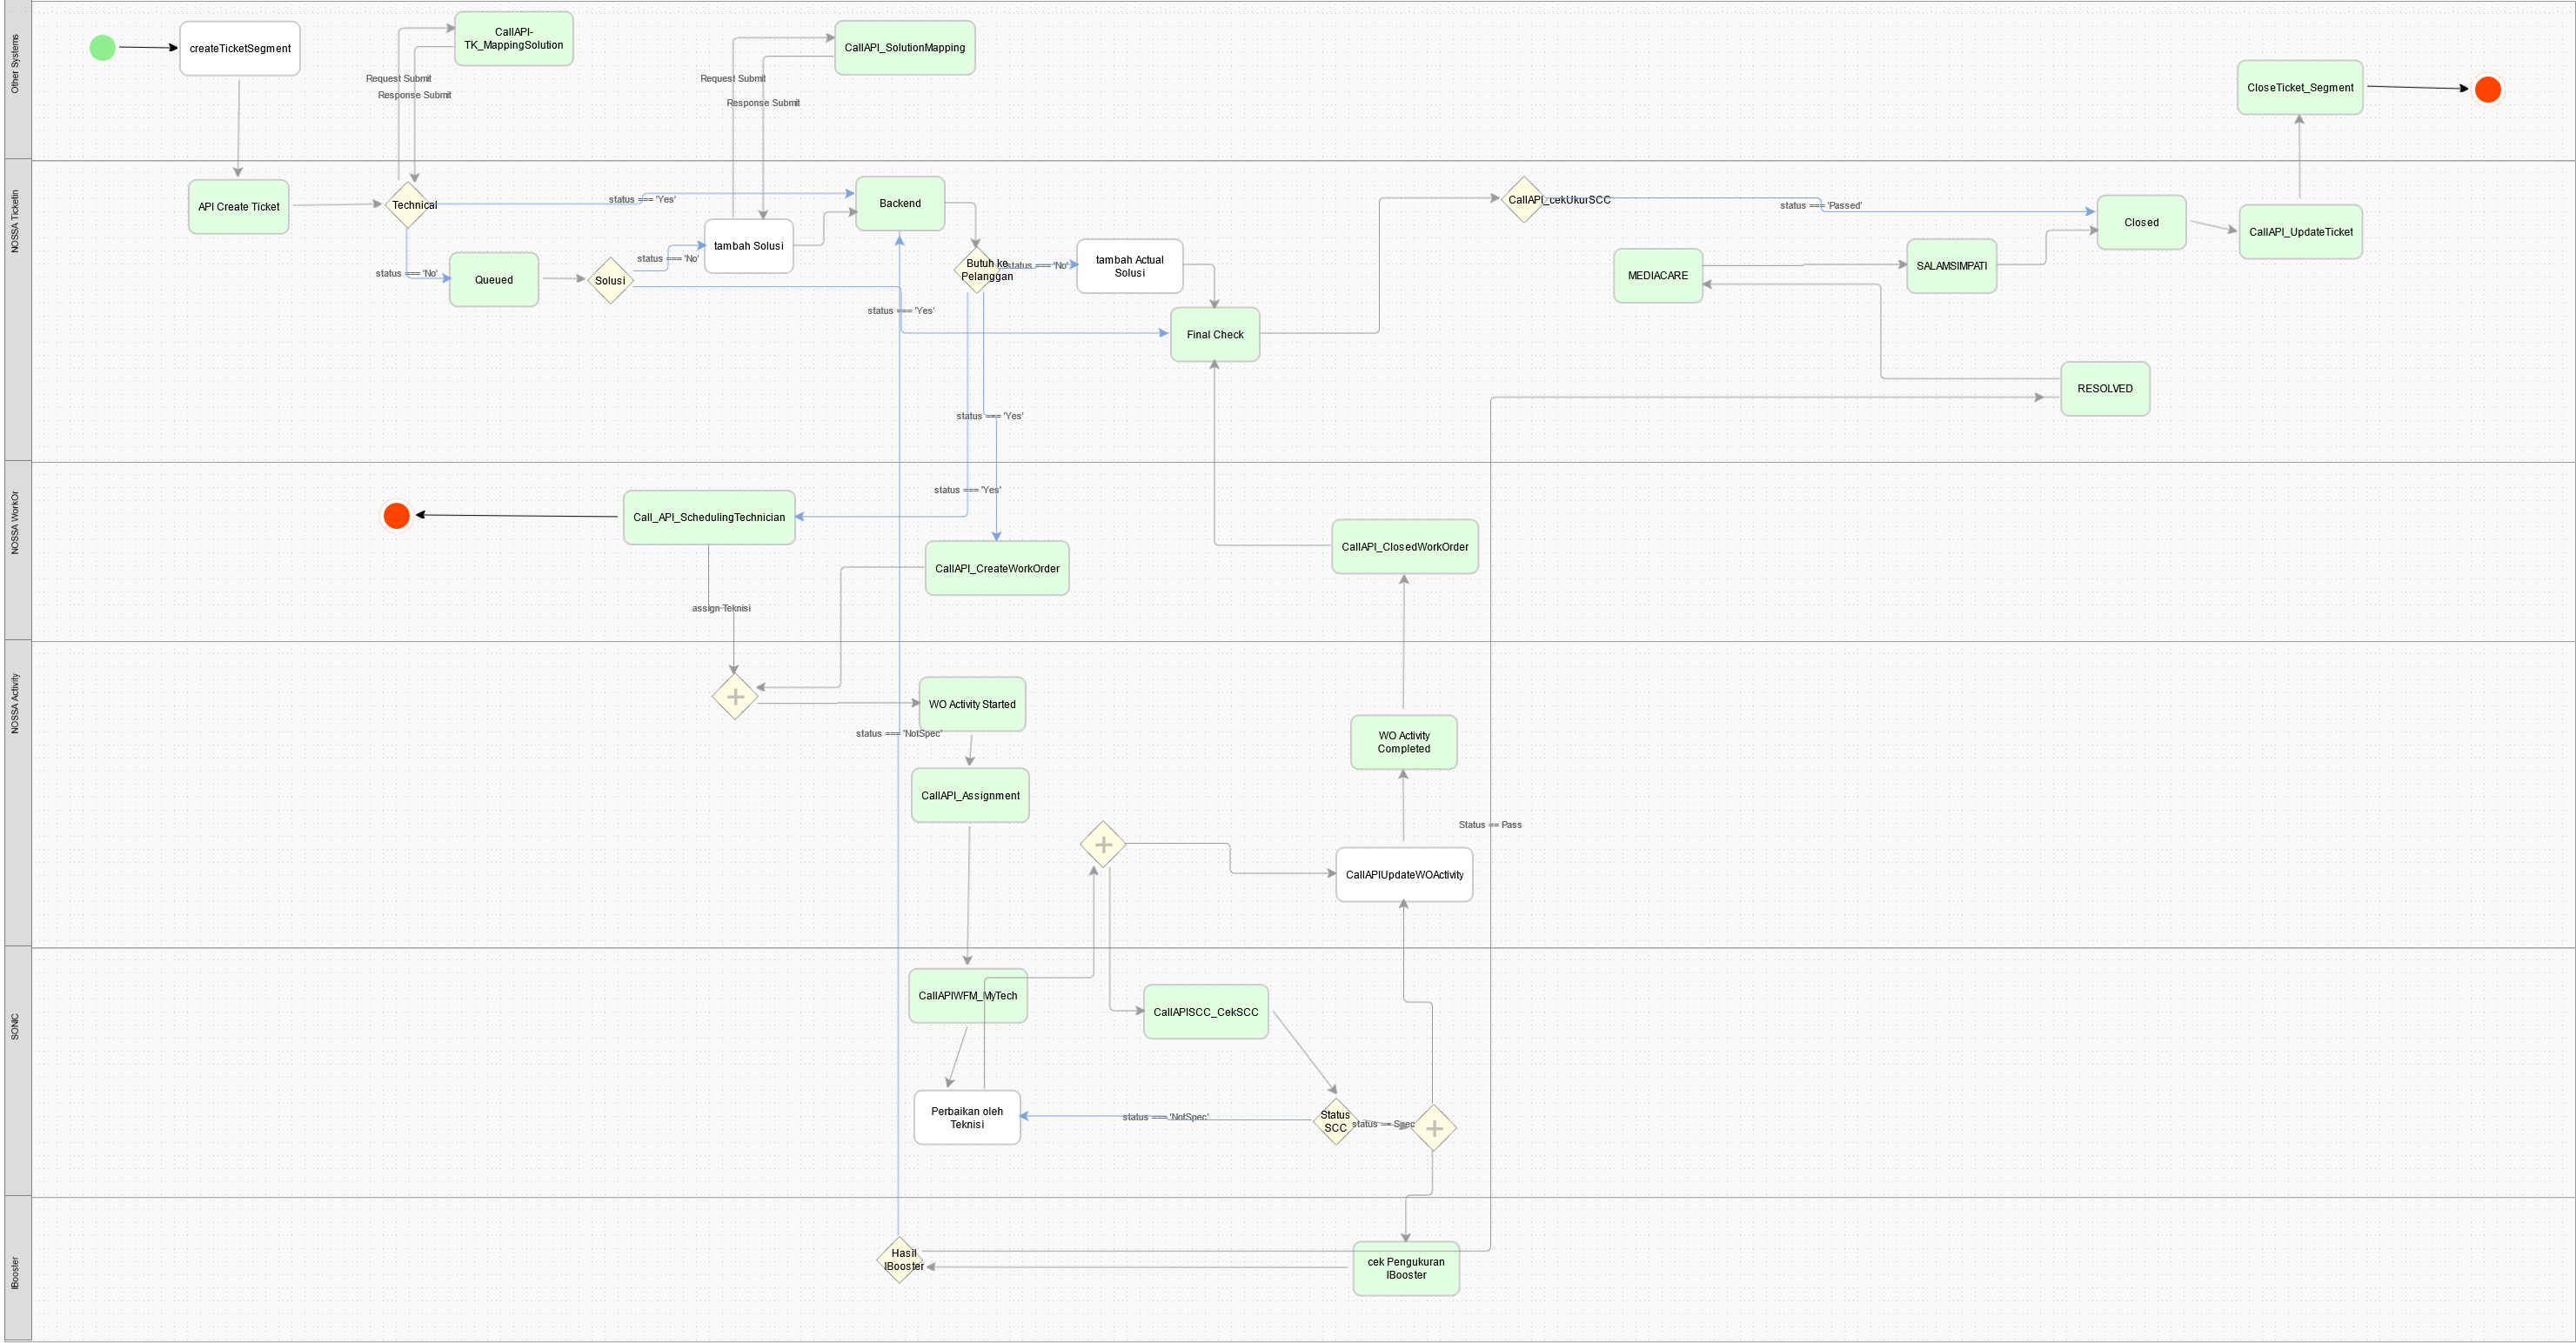 Other Systems
createTicketSegment
CallAPI-
TK_MappingSolution
CallAPI_SolutionMapping
Request Submit
Response Submit
Request Submit
Response Submit
CloseTicket_Segment
NOSSA Ticketin
API Create Ticket
Technical
status === 'Yes'
status === 'No'
Queued
Solusi
status === 'No'
tambah Solusi
Backend
status === 'Yes'
Butuh ke
Pelanggan
status === 'No'
tambah Actual
Solusi
Final Check
CallAPI_cekUkurSCC
status === 'Passed'
MEDIACARE
SALAMSIMPATI
Closed
CallAPI_UpdateTicket
RESOLVED
status === 'Yes'
NOSSA WorkOr
status === 'Yes'
Call_API_SchedulingTechnician
CallAPI_CreateWorkOrder
CallAPI_ClosedWorkOrder
assign Teknisi
NOSSA Activity
WO Activity Started
status === 'NotSpec'
WO Activity
Completed
CallAPI_Assignment
Status == Pass
CallAPIUpdateWOActivity
SONIC
CallAPIWFM_MyTech
CallAPISCC_CekSCC
Perbaikan oleh
Teknisi
status === 'NotSpec'
Status
SCC
status == Spec
IBooster
Hasil
IBooster
cek Pengukuran
IBooster